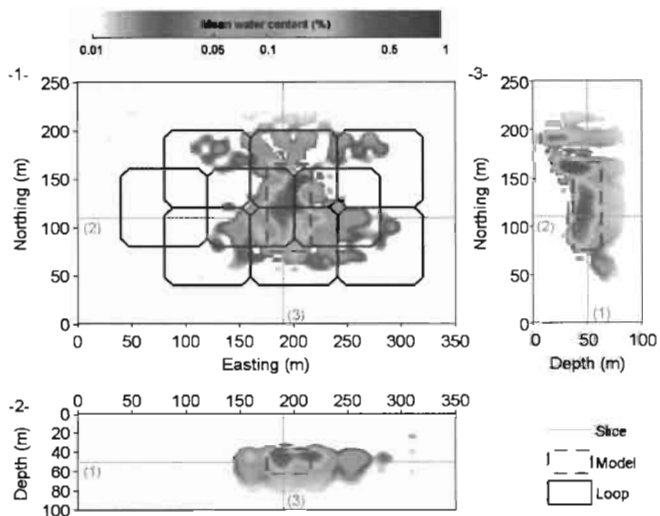 Mean water content (%)
0.01 0.05 0.1 0.5 1
-1-
250
200
150
100
50
0
Northing (m)
(2)
(3)
0 50 100 150 200 250 300 350
Easting (m)
-3-
250
200
150
100
50
0
Northing (m)
(2)
(1)
0 50 100
Depth (m)
-2-
0 50 100 150 200 250 300 350
0
20
40
60
80
100
Depth (m)
(1)
(3)
Slice
Model
Loop